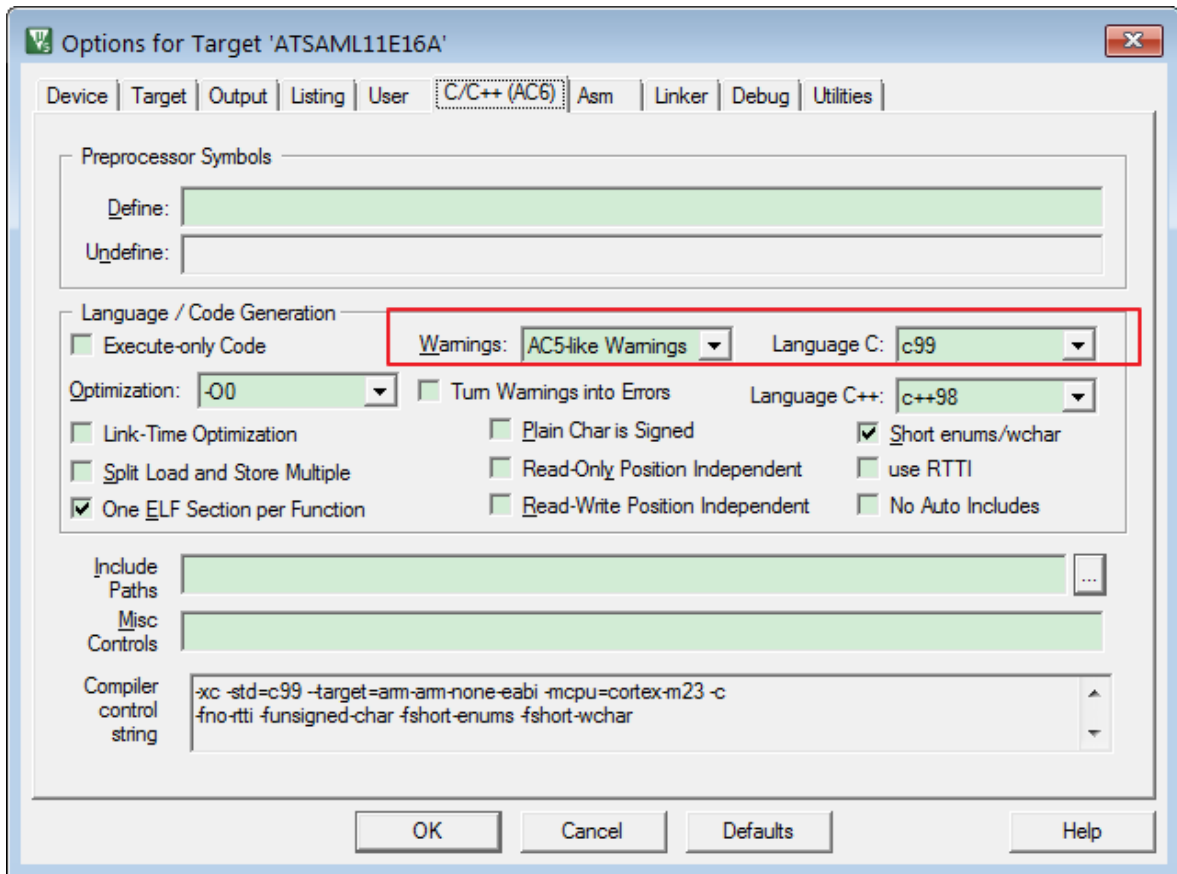 Options for Target 'ATSAML11E16A'
Device Target Output Listing User C/C++ (AC6) Asm Linker Debug Utilities
Preprocessor Symbols
Define:
Undefine:
Language / Code Generation
Execute-only Code Warnings: AC5-like Warnings Language C: c99
Optimization: -O0 Turn Warnings into Errors Language C++: c++98
Link-Time Optimization Plain Char is Signed Short enums/wchar
Split Load and Store Multiple Read-Only Position Independent use RTTI
One ELF Section per Function Read-Write Position Independent No Auto Includes
Include
Paths
...
Misc
Controls
Compiler
control
string
-xc -std=c99 --target=arm-arm-none-eabi -mcpu=cortex-m23 -c
-fno-rtti -funsigned-char -fshort-enums -fshort-wchar
OK Cancel Defaults Help